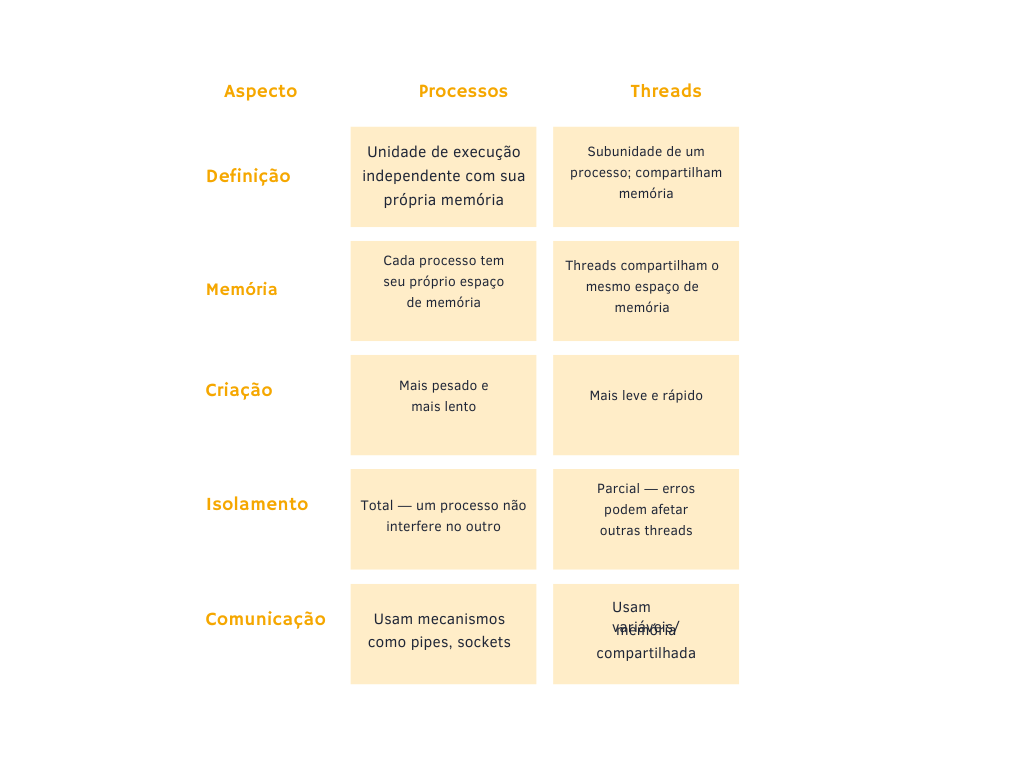 Aspecto
Processos
Threads
Definição
Unidade de execução
independente com sua
própria memória
Subunidade de um
processo; compartilham
memória
Memória
Cada processo tem
seu próprio espaço
de memória
Threads compartilham o
mesmo espaço de
memória
Criação
Mais pesado e
mais lento
Mais leve e rápido
Isolamento
Total — um processo não
interfere no outro
Parcial — erros
podem afetar
outras threads
Comunicação
Usam mecanismos
como pipes, sockets
Usam
variáveis/
memória
compartilhada